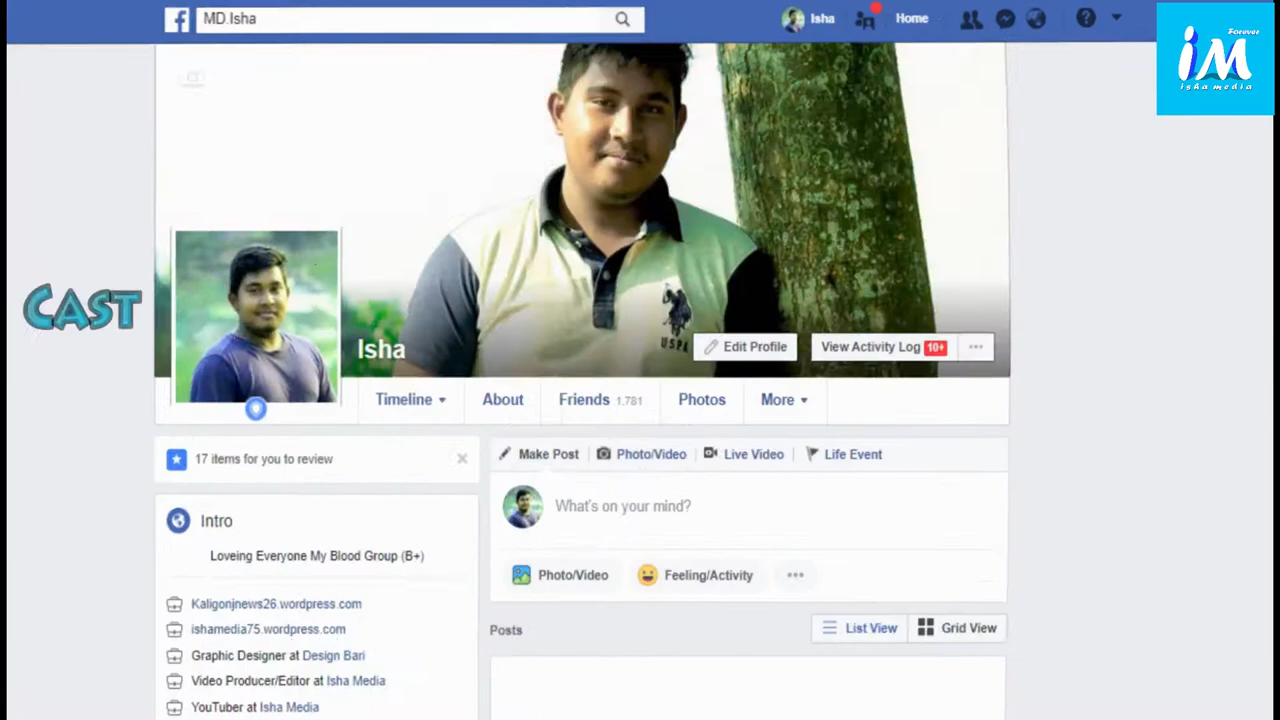 MD.Isha
Isha
Home
Forever
iM
isha media
CAST
USPA
Isha
Edit Profile
View Activity Log 10+
Timeline
About
Friends 1,781
Photos
More
17 items for you to review
Make Post
Photo/Video
Live Video
Life Event
What's on your mind?
Photo/Video
Feeling/Activity
Intro
Loveing Everyone My Blood Group (B+)
Kaligonjnews26.wordpress.com
ishamedia75.wordpress.com
Graphic Designer at Design Bari
Video Producer/Editor at Isha Media
YouTuber at Isha Media
Posts
List View
Grid View